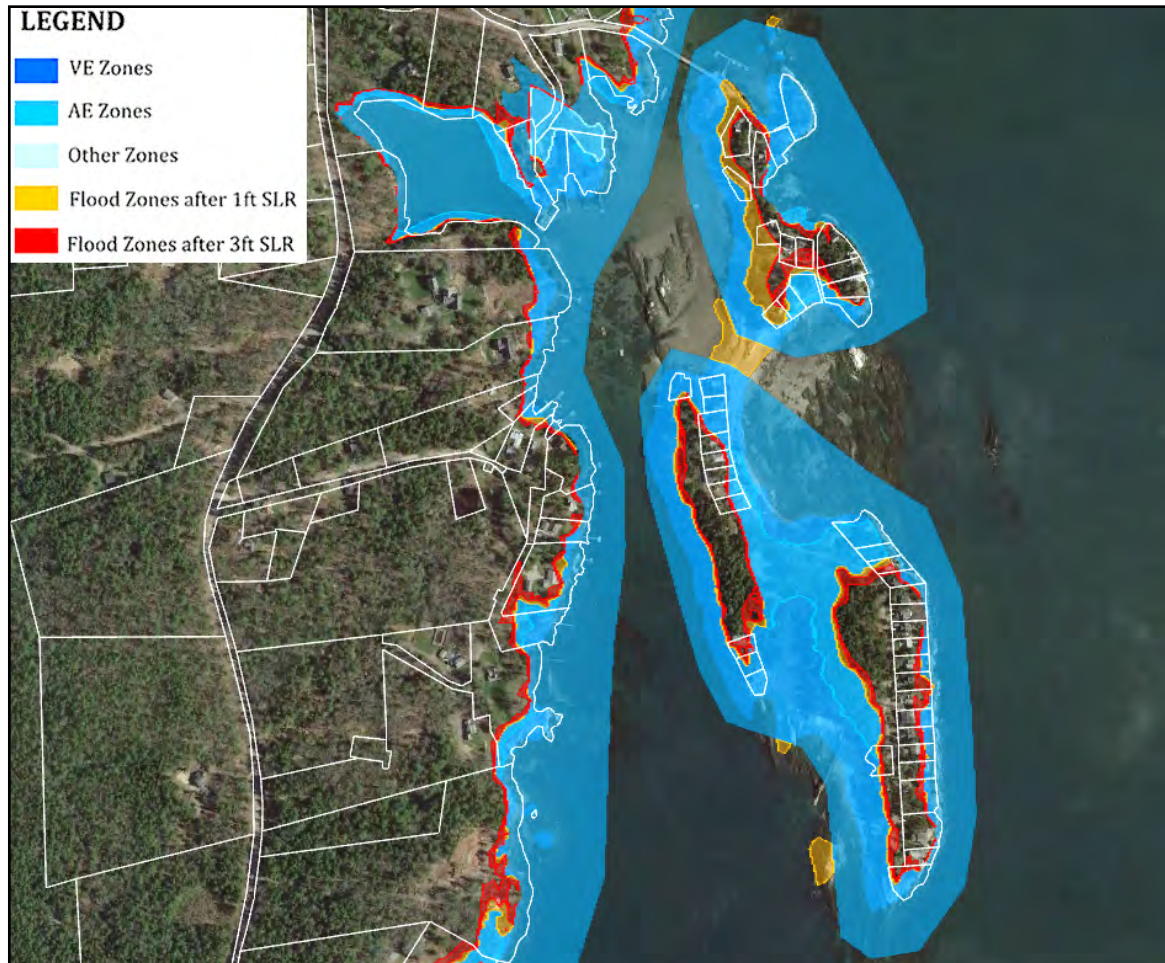 LEGEND
VE Zones
AE Zones
Other Zones
Flood Zones after 1ft SLR
Flood Zones after 3ft SLR